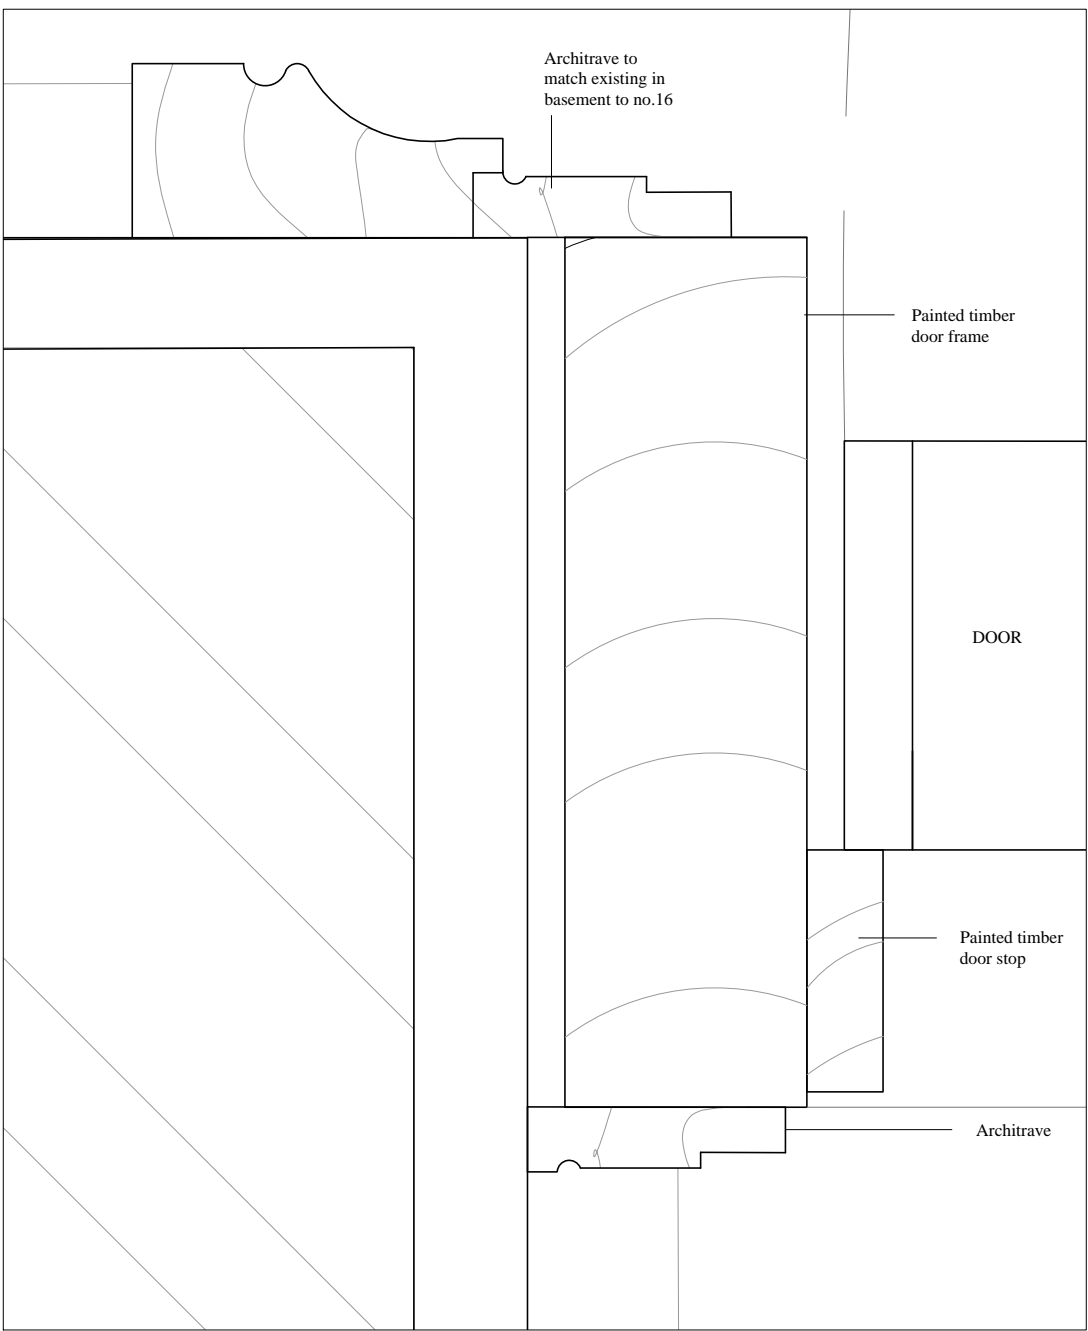 Architrave to
match existing in
basement to no.16
Painted timber
door frame
DOOR
Painted timber
door stop
Architrave